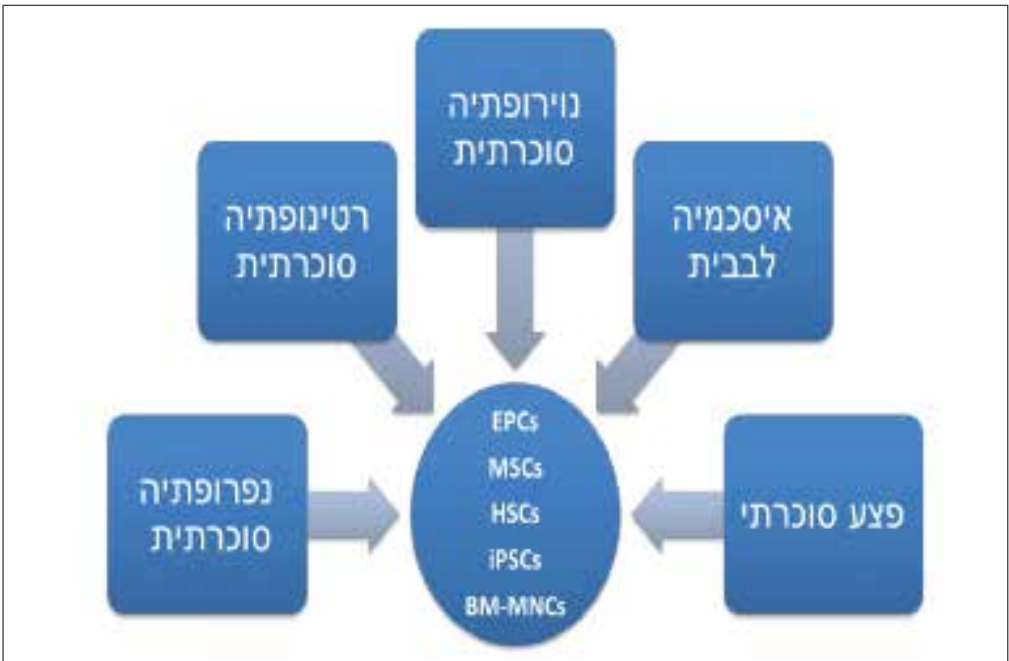 נוירופתיה
סוכרתית
איסכמיה
לבבית
רטינופתיה
סוכרתית
פצע סוכרתי
נפרופתיה
סוכרתית
EPCs
MSCs
HSCs
iPSCs
BM-MNCs